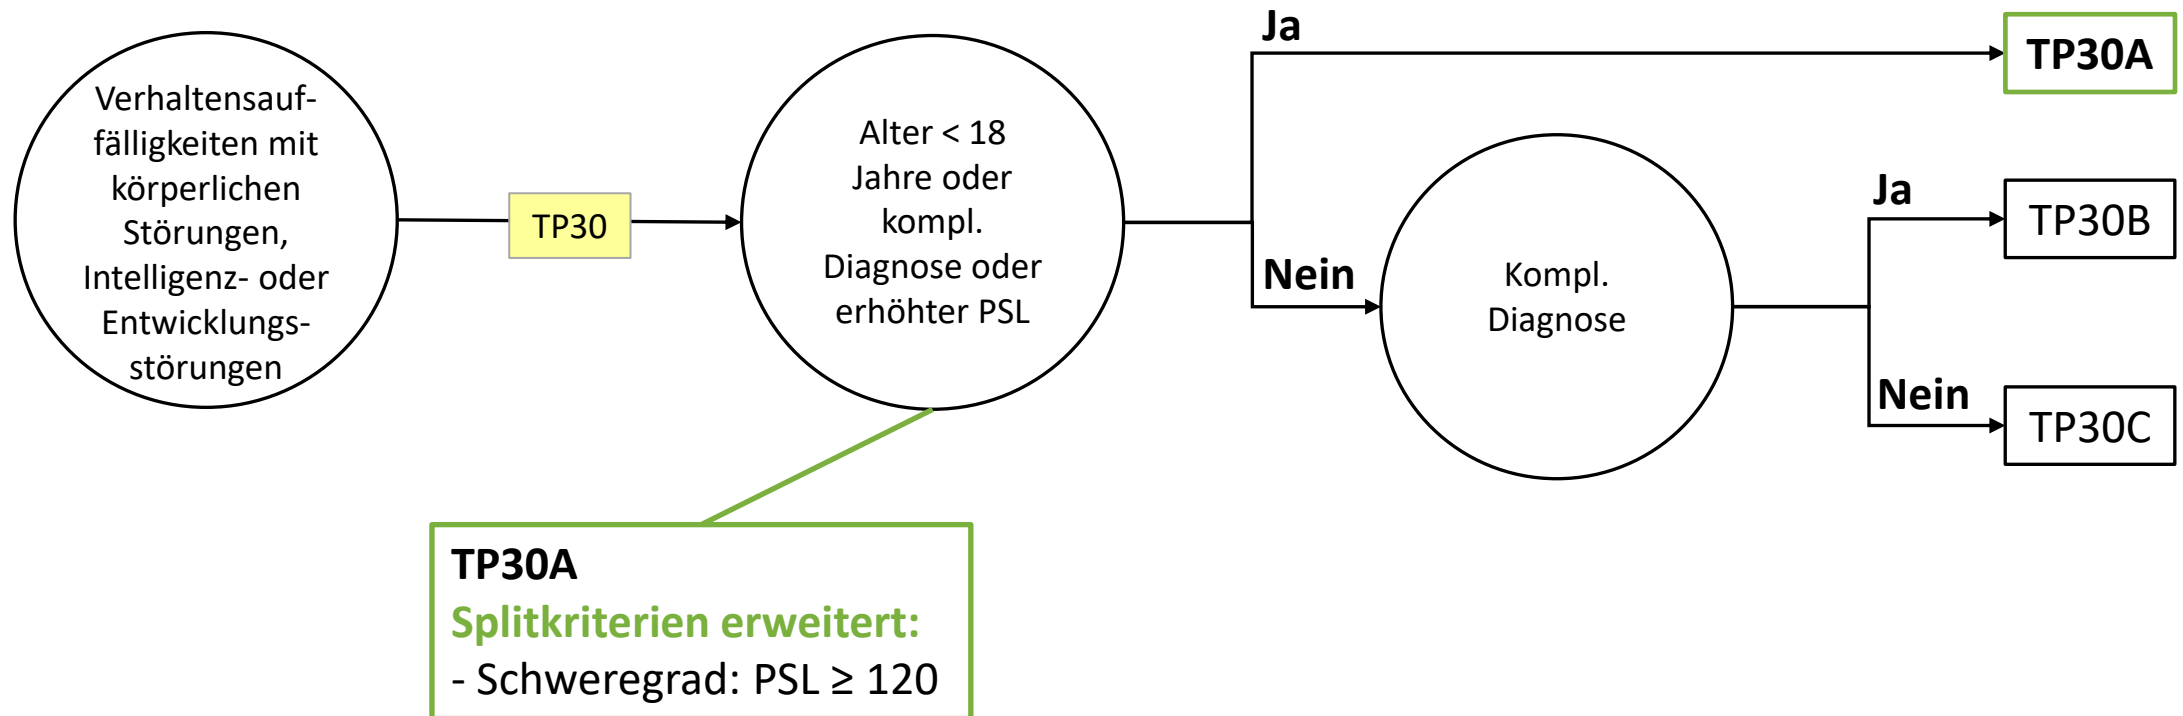 Verhaltensauf-
fälligkeiten mit
körperlichen
Störungen,
Intelligenz- oder
Entwicklungs-
störungen
TP30
Alter < 18
Jahre oder
kompl.
Diagnose oder
erhöhter PSL
Ja
TP30A
Nein
Kompl.
Diagnose
Ja
TP30B
Nein
TP30C
TP30A
Splitkriterien erweitert:
- Schweregrad: PSL ≥ 120